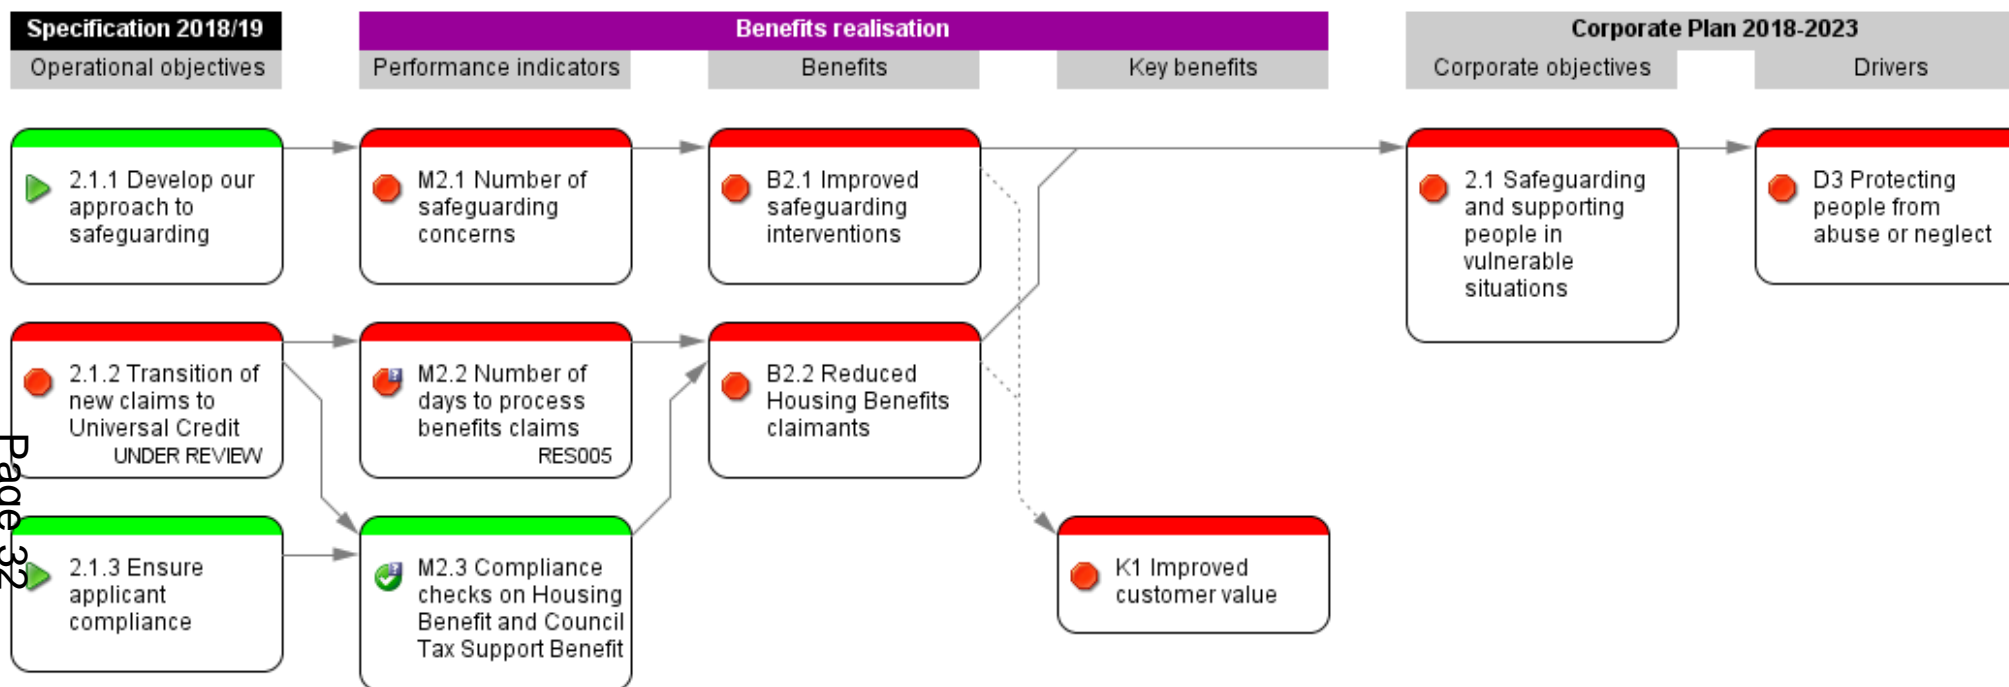 Specification 2018/19
Benefits realisation
Corporate Plan 2018-2023
Operational objectives
Performance indicators
Benefits
Key benefits
Corporate objectives
Drivers
2.1.1 Develop our
approach to
safeguarding
M2.1 Number of
safeguarding
concerns
B2.1 Improved
safeguarding
interventions
2.1 Safeguarding
and supporting
people in
vulnerable
situations
D3 Protecting
people from
abuse or neglect
2.1.2 Transition of
new claims to
Universal Credit
UNDER REVIEW
M2.2 Number of
days to process
benefits claims
RES005
B2.2 Reduced
Housing Benefits
claimants
2.1.3 Ensure
applicant
compliance
M2.3 Compliance
checks on Housing
Benefit and Council
Tax Support Benefit
K1 Improved
customer value
Page 32